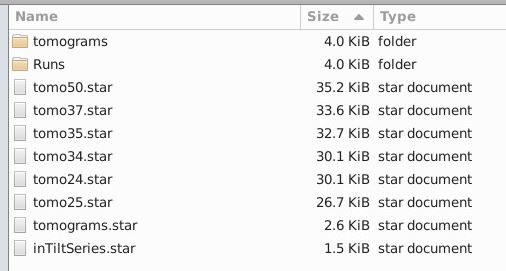 Name Size Type
tomograms 4.0 KiB folder
Runs 4.0 KiB folder
tomo50.star 35.2 KiB star document
tomo37.star 33.6 KiB star document
tomo35.star 32.7 KiB star document
tomo34.star 30.1 KiB star document
tomo24.star 30.1 KiB star document
tomo25.star 26.7 KiB star document
tomograms.star 2.6 KiB star document
inTiltSeries.star 1.5 KiB star document